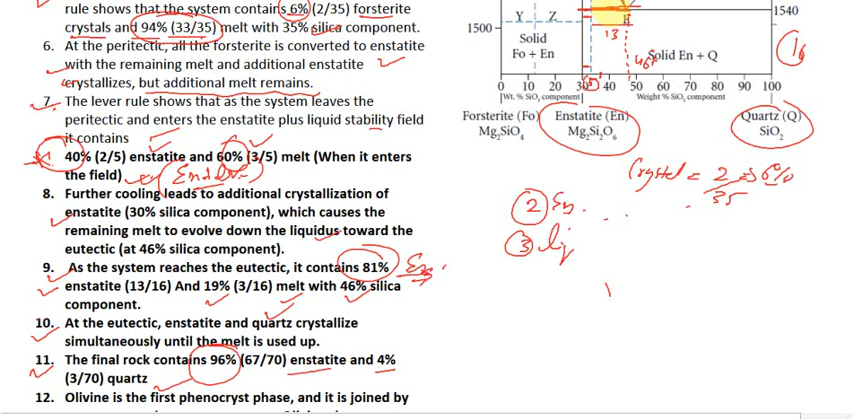 rule shows that the system contains 6% (2/35) forsterite
crystals and 94% (33/35) melt with 35% silica component.
6. At the peritectic, all the forsterite is converted to enstatite
with the remaining melt and additional enstatite
crystallizes, but additional melt remains.
7. The lever rule shows that as the system leaves the
peritectic and enters the enstatite plus liquid stability field
it contains
40% (2/5) enstatite and 60% (3/5) melt (When it enters
the field)
8. Further cooling leads to additional crystallization of
enstatite (30% silica component), which causes the
remaining melt to evolve down the liquidus toward the
eutectic (at 46% silica component).
9. As the system reaches the eutectic, it contains 81%
enstatite (13/16) And 19% (3/16) melt with 46% silica
component.
10. At the eutectic, enstatite and quartz crystallize
simultaneously until the melt is used up.
11. The final rock contains 96% (67/70) enstatite and 4%
(3/70) quartz
12. Olivine is the first phenocryst phase, and it is joined by
1540
Y Z
1500
E
13
Solid
Fo + En
Solid En + Q
0 10 20 30 40 50 60 70 80 90 100
Wt. % SiO₂ component
Weight % SiO₂ component
Forsterite (Fo) Enstatite (En) Quartz (Q)
Mg₂SiO₄ Mg₂Si₂O₆ SiO₂
Crystal = 2/35 6%
② En
③ liq